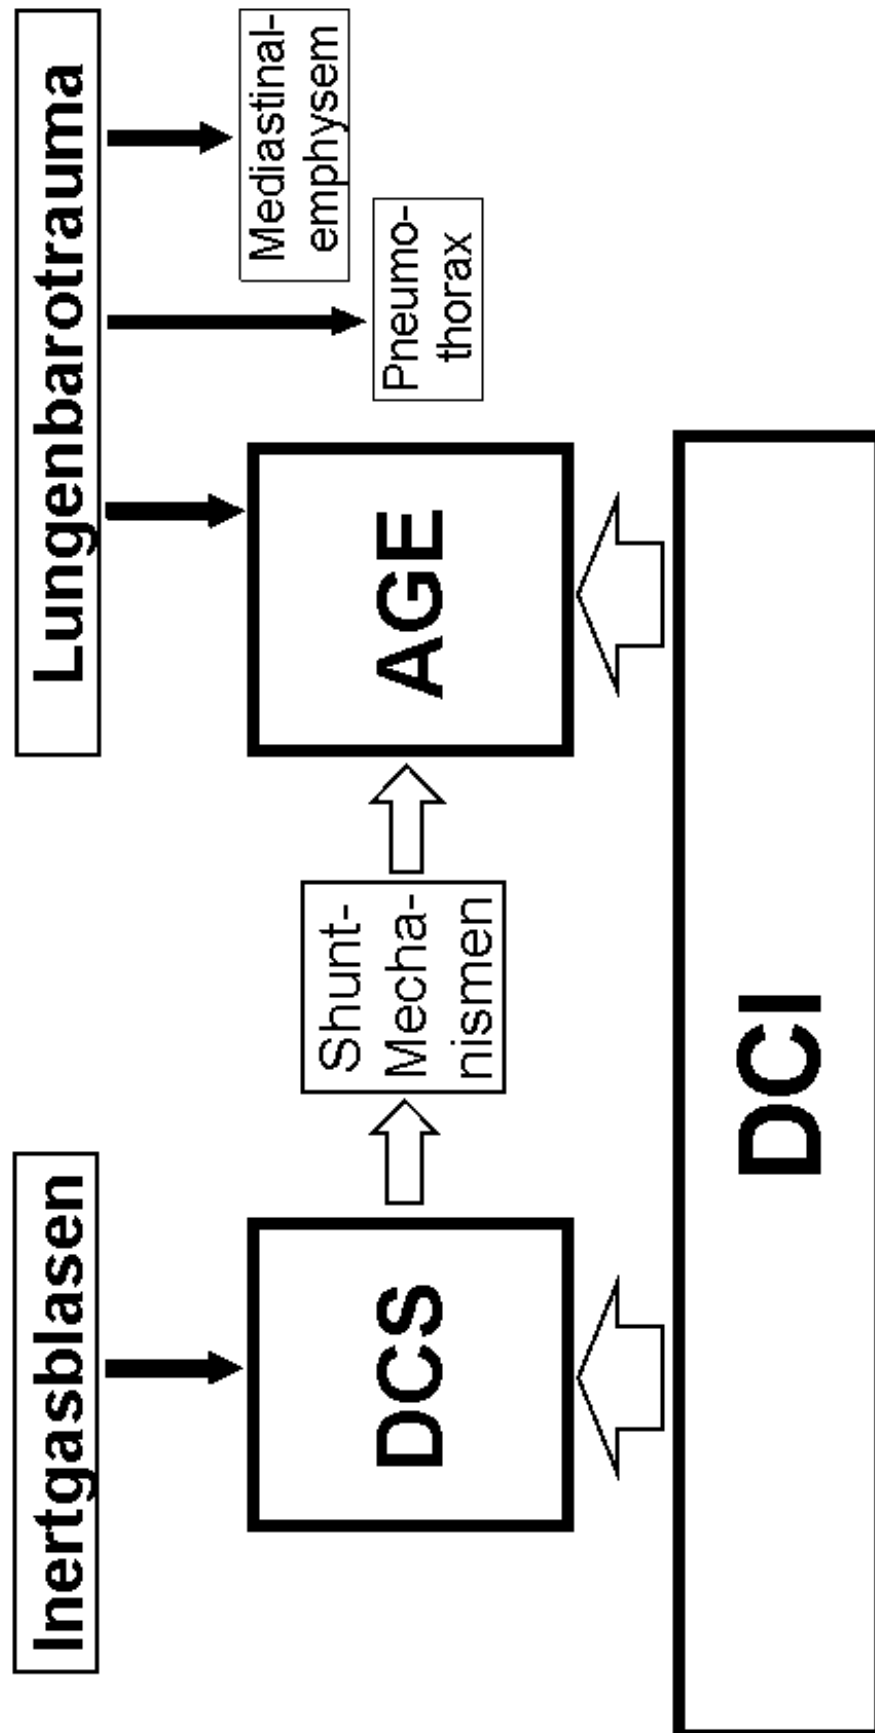 Inertgasblasen
Lungenbarotrauma
Mediastinal-
emphysem
Pneumo-
thorax
DCS
Shunt-
Mecha-
nismen
AGE
DCI